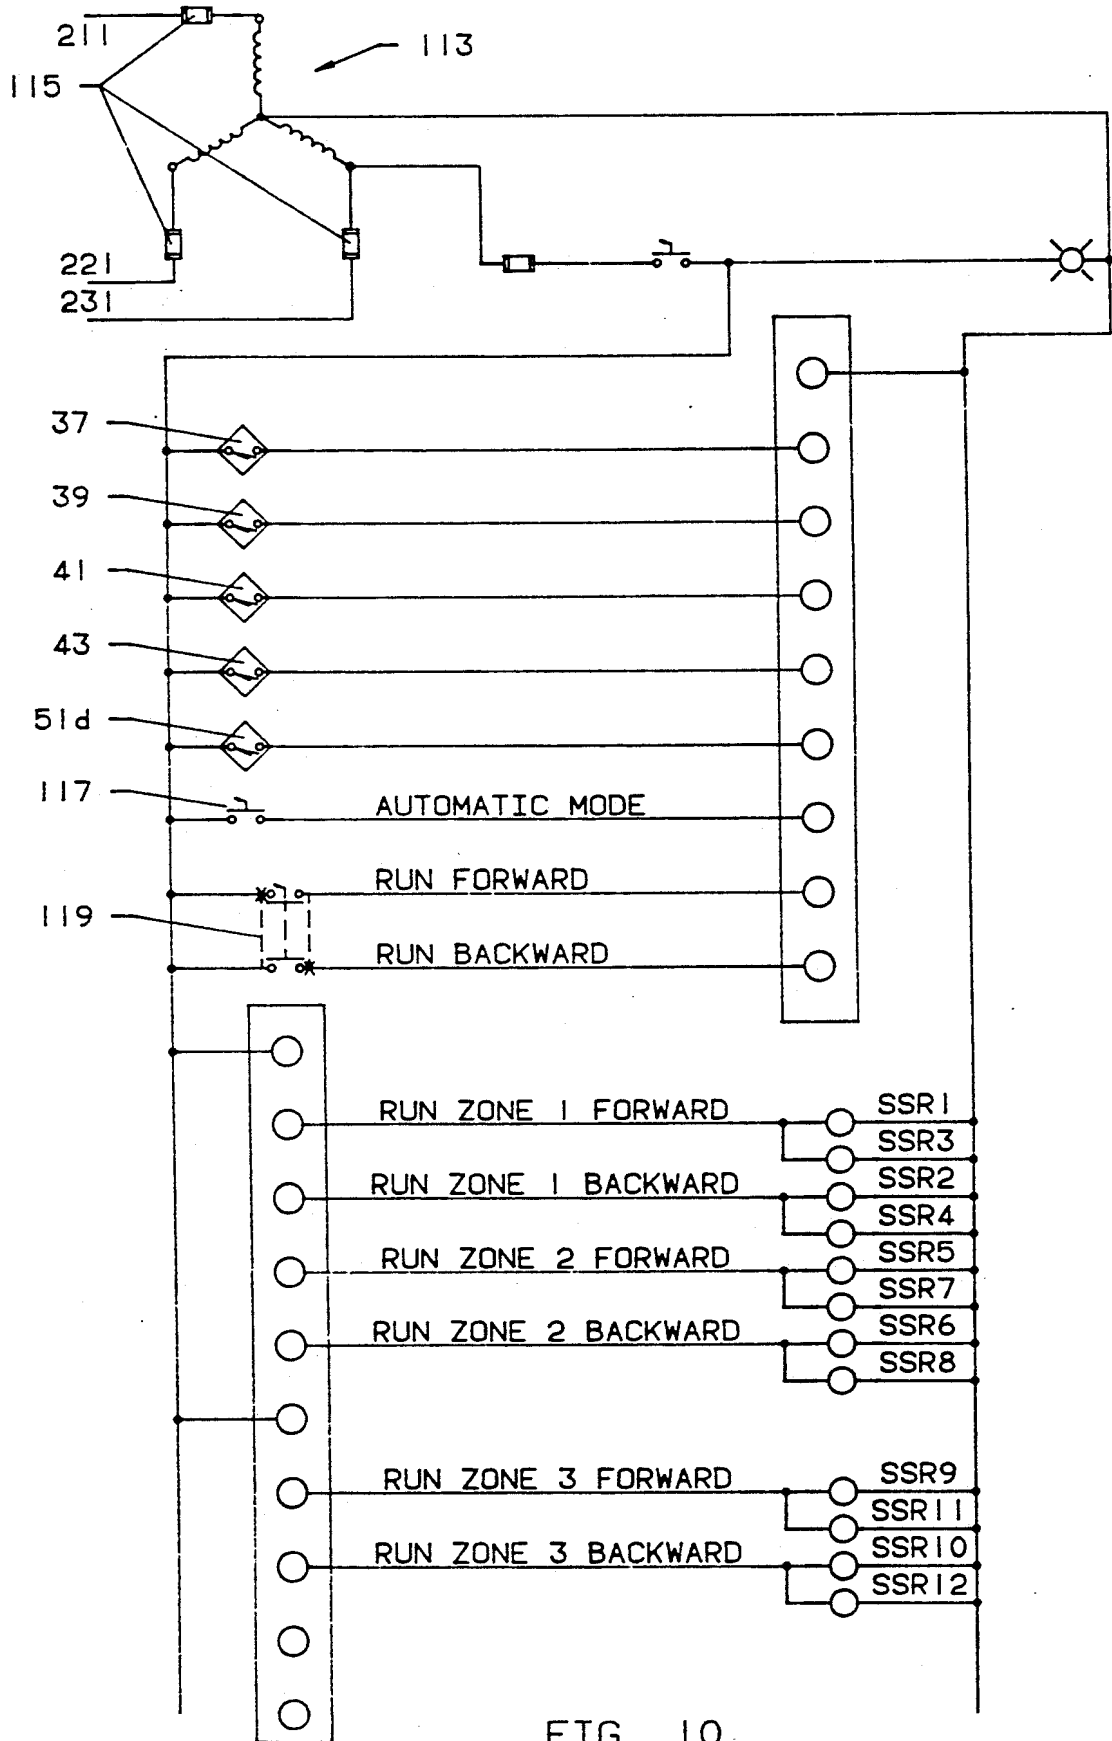 211
113
115
221
231
37
39
41
43
51d
117
AUTOMATIC MODE
RUN FORWARD
119
RUN BACKWARD
RUN ZONE 1 FORWARD
SSR1
SSR3
RUN ZONE 1 BACKWARD
SSR2
SSR4
RUN ZONE 2 FORWARD
SSR5
SSR7
RUN ZONE 2 BACKWARD
SSR6
SSR8
RUN ZONE 3 FORWARD
SSR9
SSR11
RUN ZONE 3 BACKWARD
SSR10
SSR12
FIG. 10.